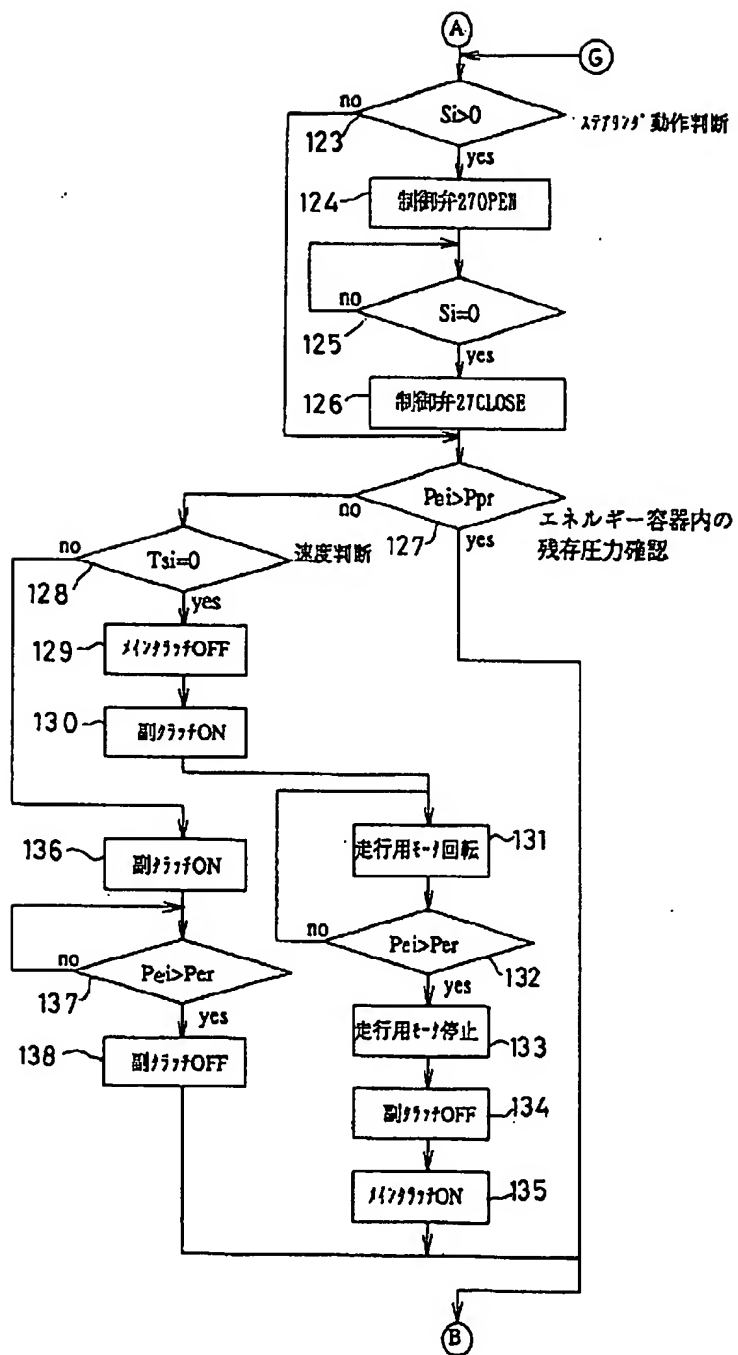 A
G
no
Si>0
ステアリング動作判断
123
yes
124
制御弁27OPEN
no
Si=0
125
yes
126
制御弁27CLOSE
Pei>Ppr
no
127
yes
エネルギー容器内の
残存圧力確認
no
Tsi=0
速度判断
128
yes
129
メインクラッチOFF
130
副クラッチON
136
副クラッチON
走行用モータ回転
131
no
Pei>Per
137
yes
no
Pei>Per
132
yes
138
副クラッチOFF
走行用モータ停止
133
副クラッチOFF
134
メインクラッチON
135
B